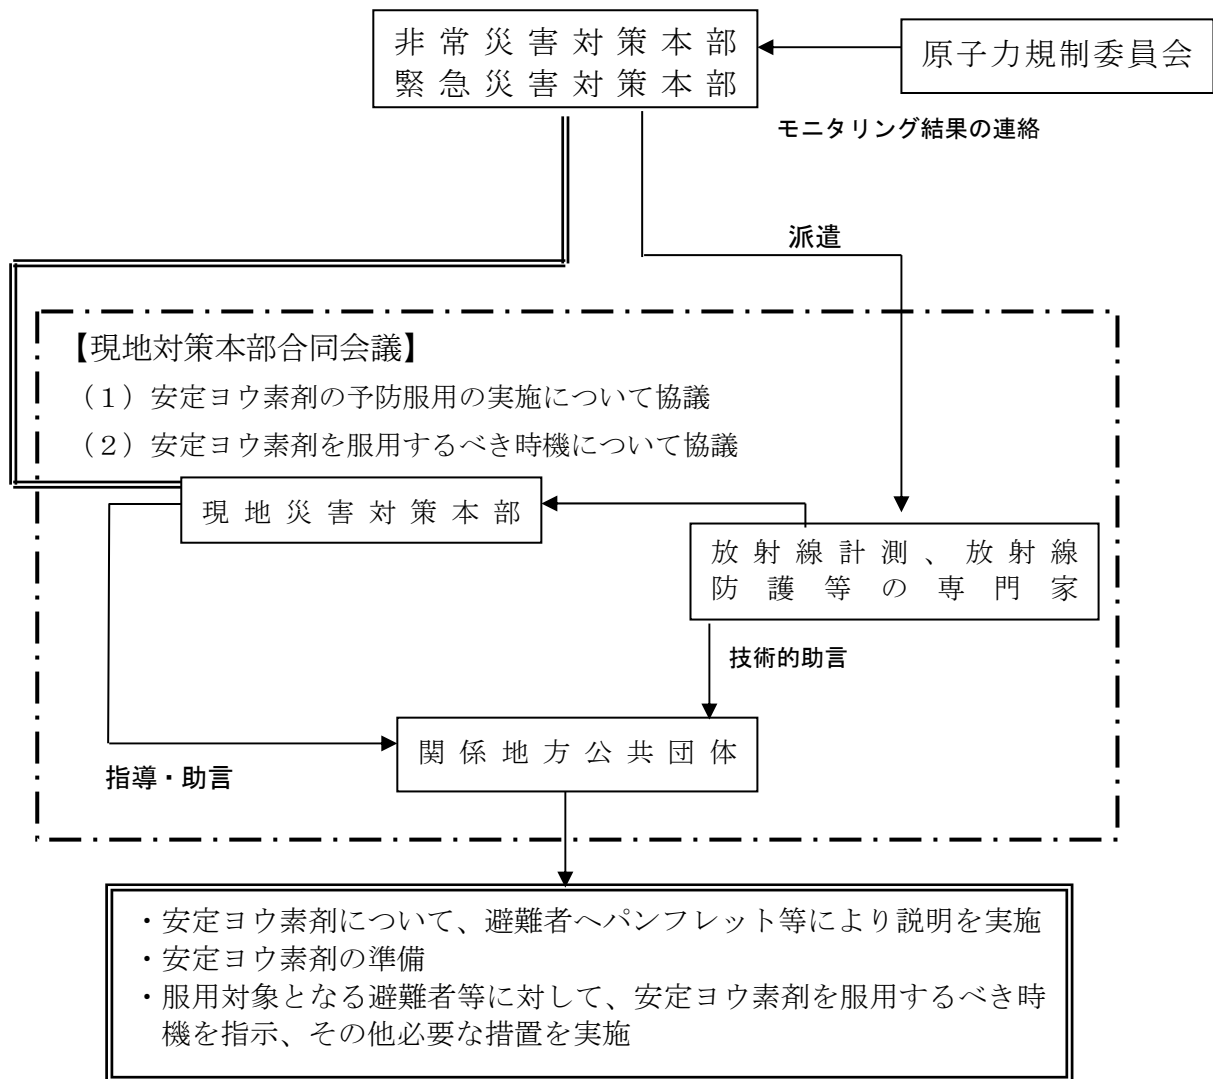 非常災害対策本部
緊急災害対策本部
原子力規制委員会
モニタリング結果の連絡
派遣
【現地対策本部合同会議】
（１）安定ヨウ素剤の予防服用の実施について協議
（２）安定ヨウ素剤を服用するべき時機について協議
現地災害対策本部
放射線計測、放射線
防護等の専門家
技術的助言
関係地方公共団体
指導・助言
・安定ヨウ素剤について、避難者へパンフレット等により説明を実施
・安定ヨウ素剤の準備
・服用対象となる避難者等に対して、安定ヨウ素剤を服用するべき時
機を指示、その他必要な措置を実施